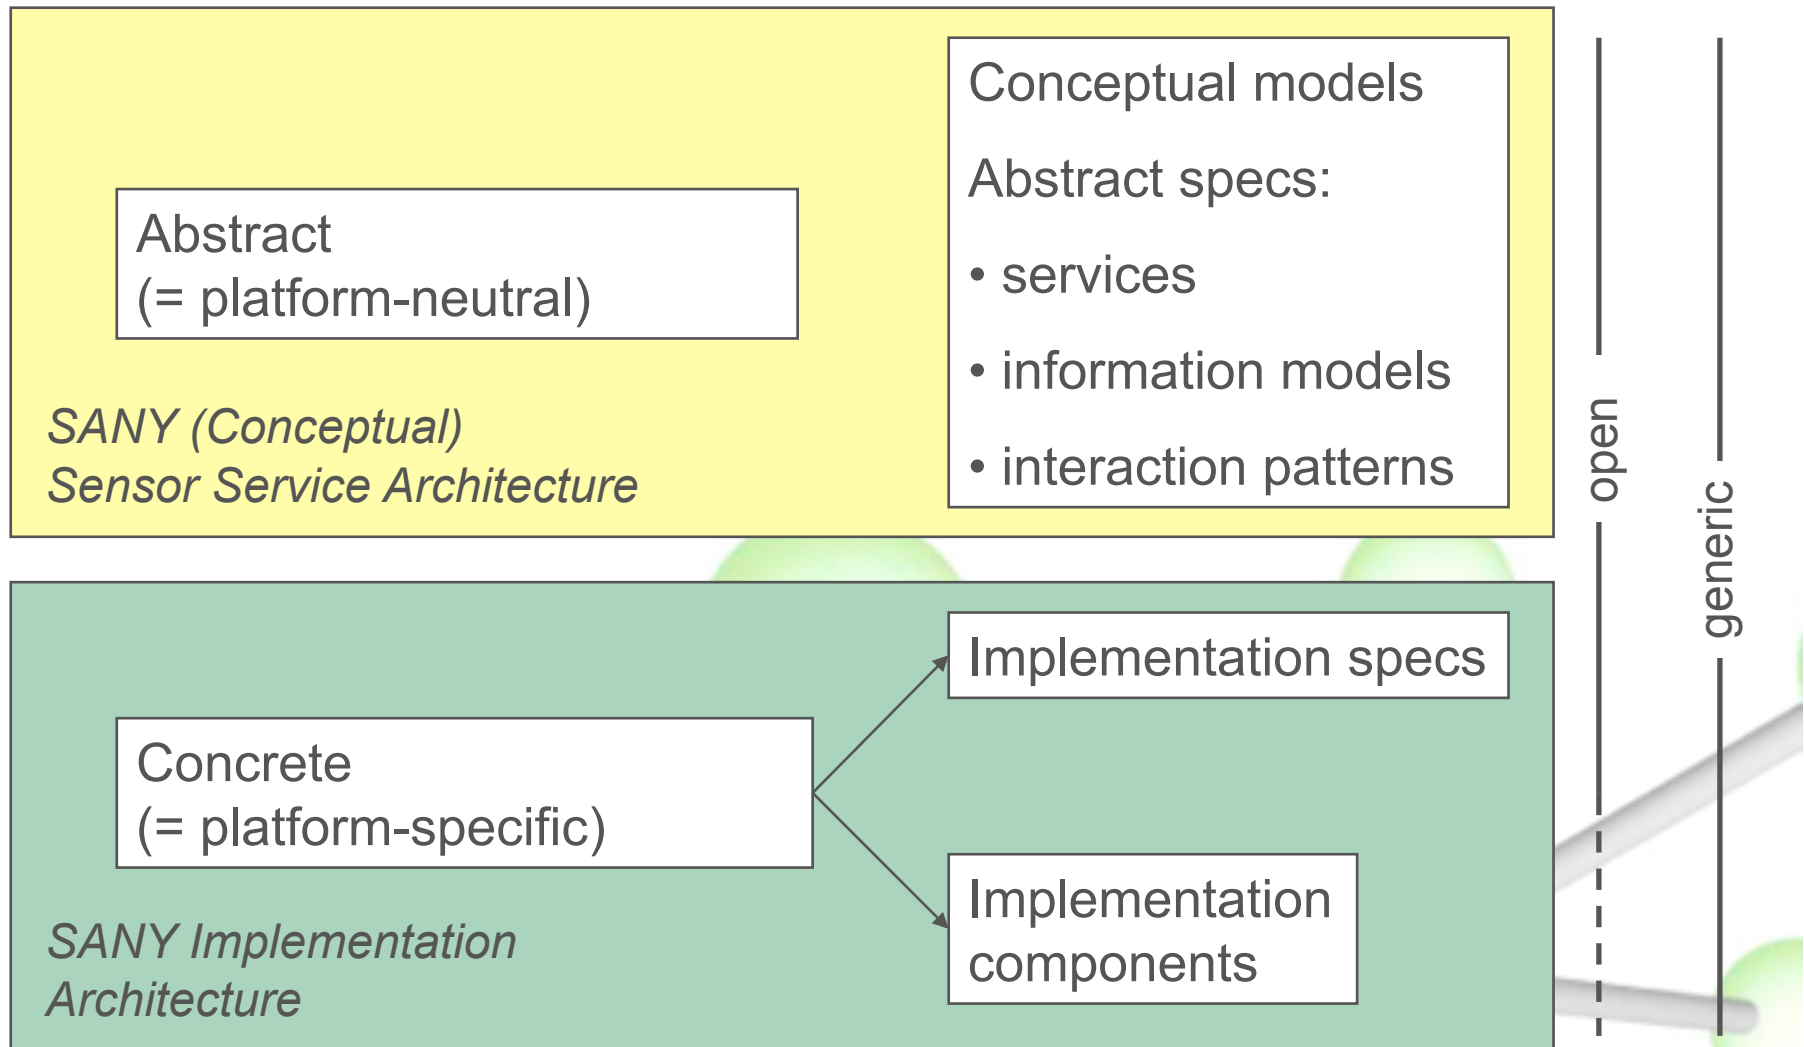 Conceptual models
Abstract specs:
• services
• information models
• interaction patterns
Abstract
(= platform-neutral)
SANY (Conceptual)
Sensor Service Architecture
open
generic
Implementation specs
Concrete
(= platform-specific)
Implementation
components
SANY Implementation
Architecture